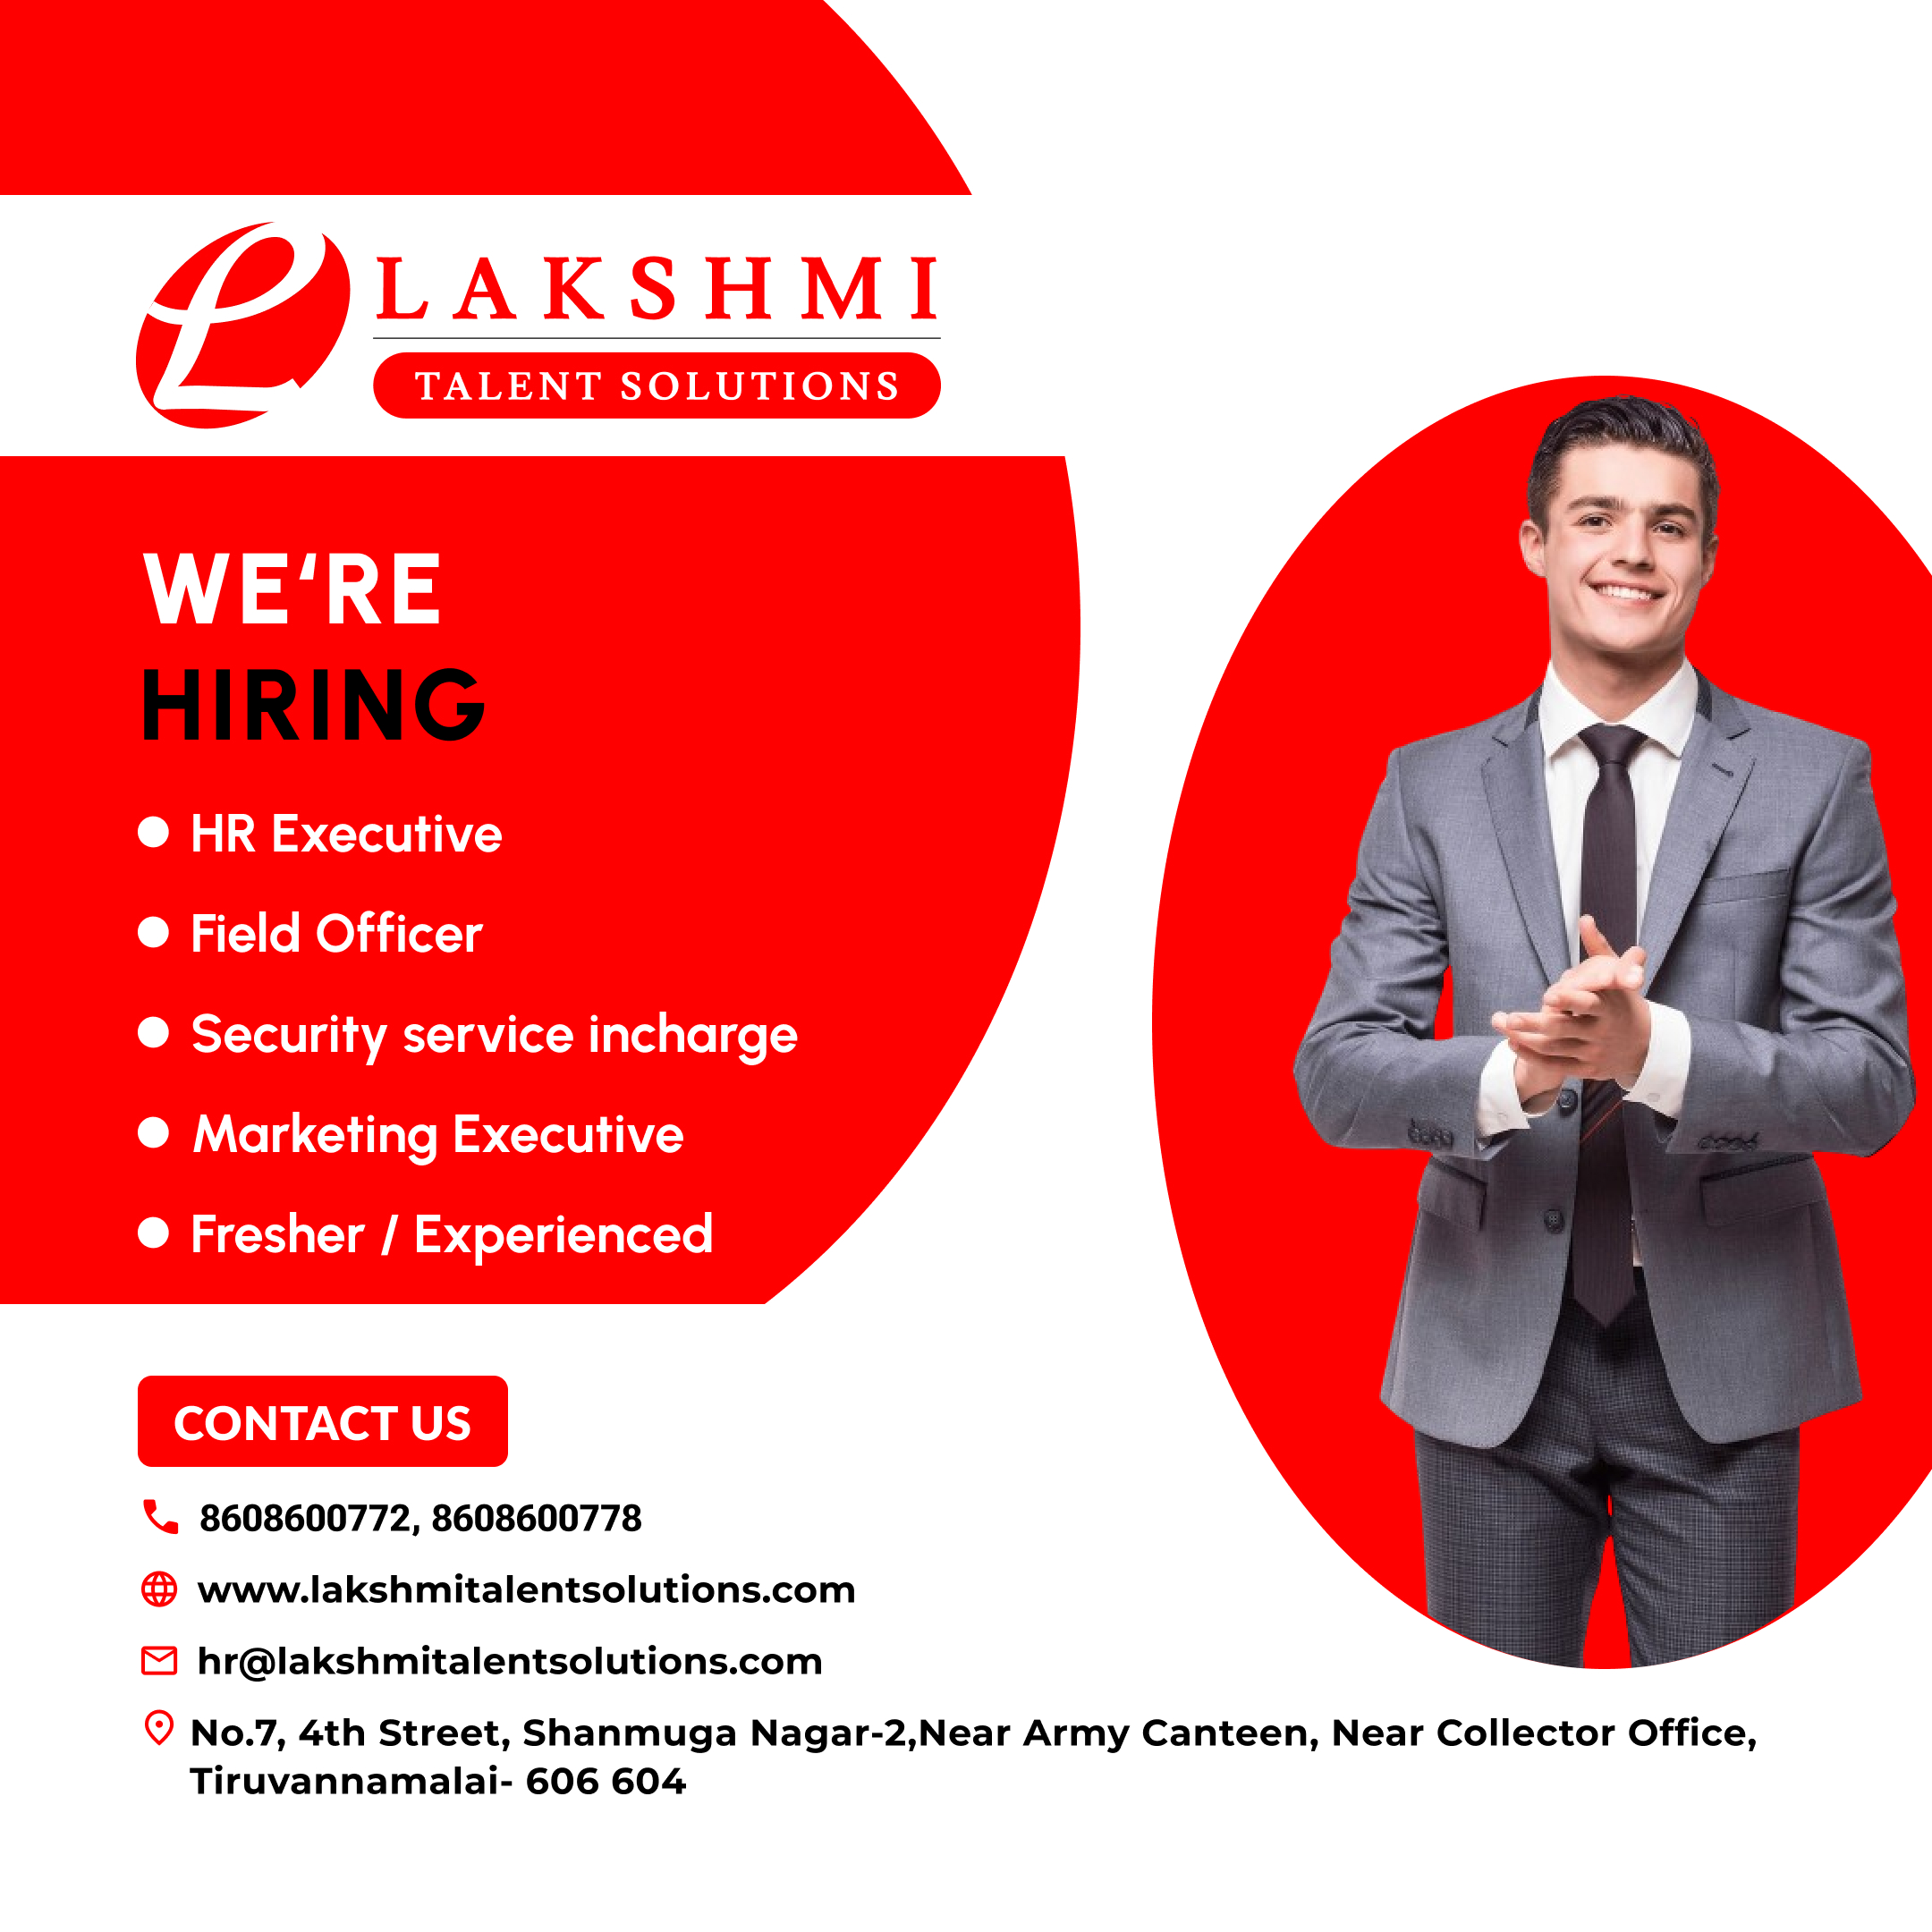 LAKSHMI
TALENT SOLUTIONS
WE‘RE
HIRING
HR Executive
Field Officer
Security service incharge
Marketing Executive
Fresher / Experienced
CONTACT US
8608600772, 8608600778
www.lakshmitalentsolutions.com
hr@lakshmitalentsolutions.com
No.7, 4th Street, Shanmuga Nagar-2,Near Army Canteen, Near Collector Office,
Tiruvannamalai- 606 604